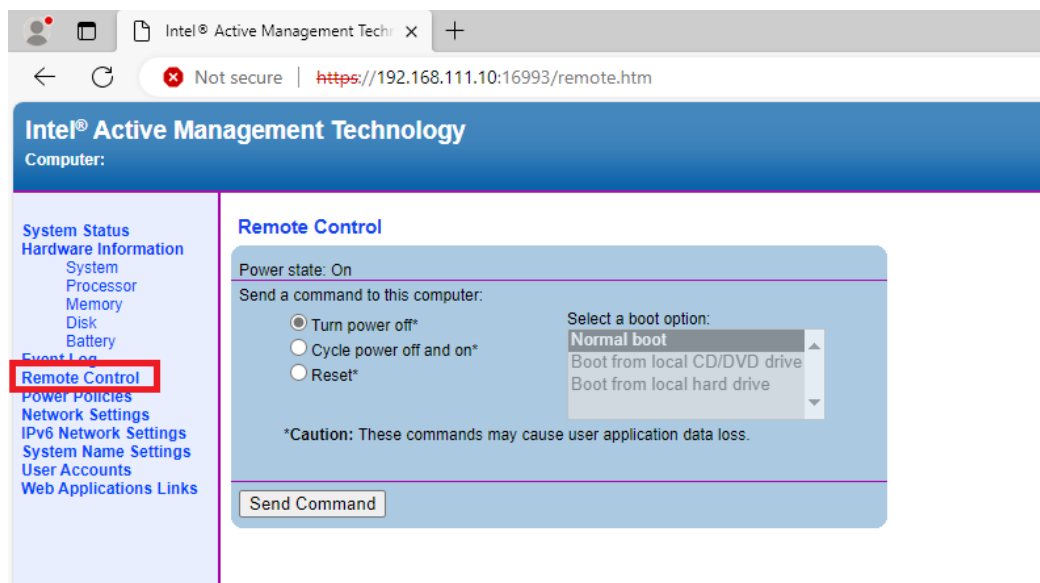 Intel® Active Management Techr
Not secure | https://192.168.111.10:16993/remote.htm
Intel® Active Management Technology
Computer:
System Status
Hardware Information
System
Processor
Memory
Disk
Battery
Event Log
Remote Control
Power Policies
Network Settings
IPv6 Network Settings
System Name Settings
User Accounts
Web Applications Links
Remote Control
Power state: On
Send a command to this computer:
Turn power off*
Cycle power off and on*
Reset*
Select a boot option:
Normal boot
Boot from local CD/DVD drive
Boot from local hard drive
*Caution: These commands may cause user application data loss.
Send Command